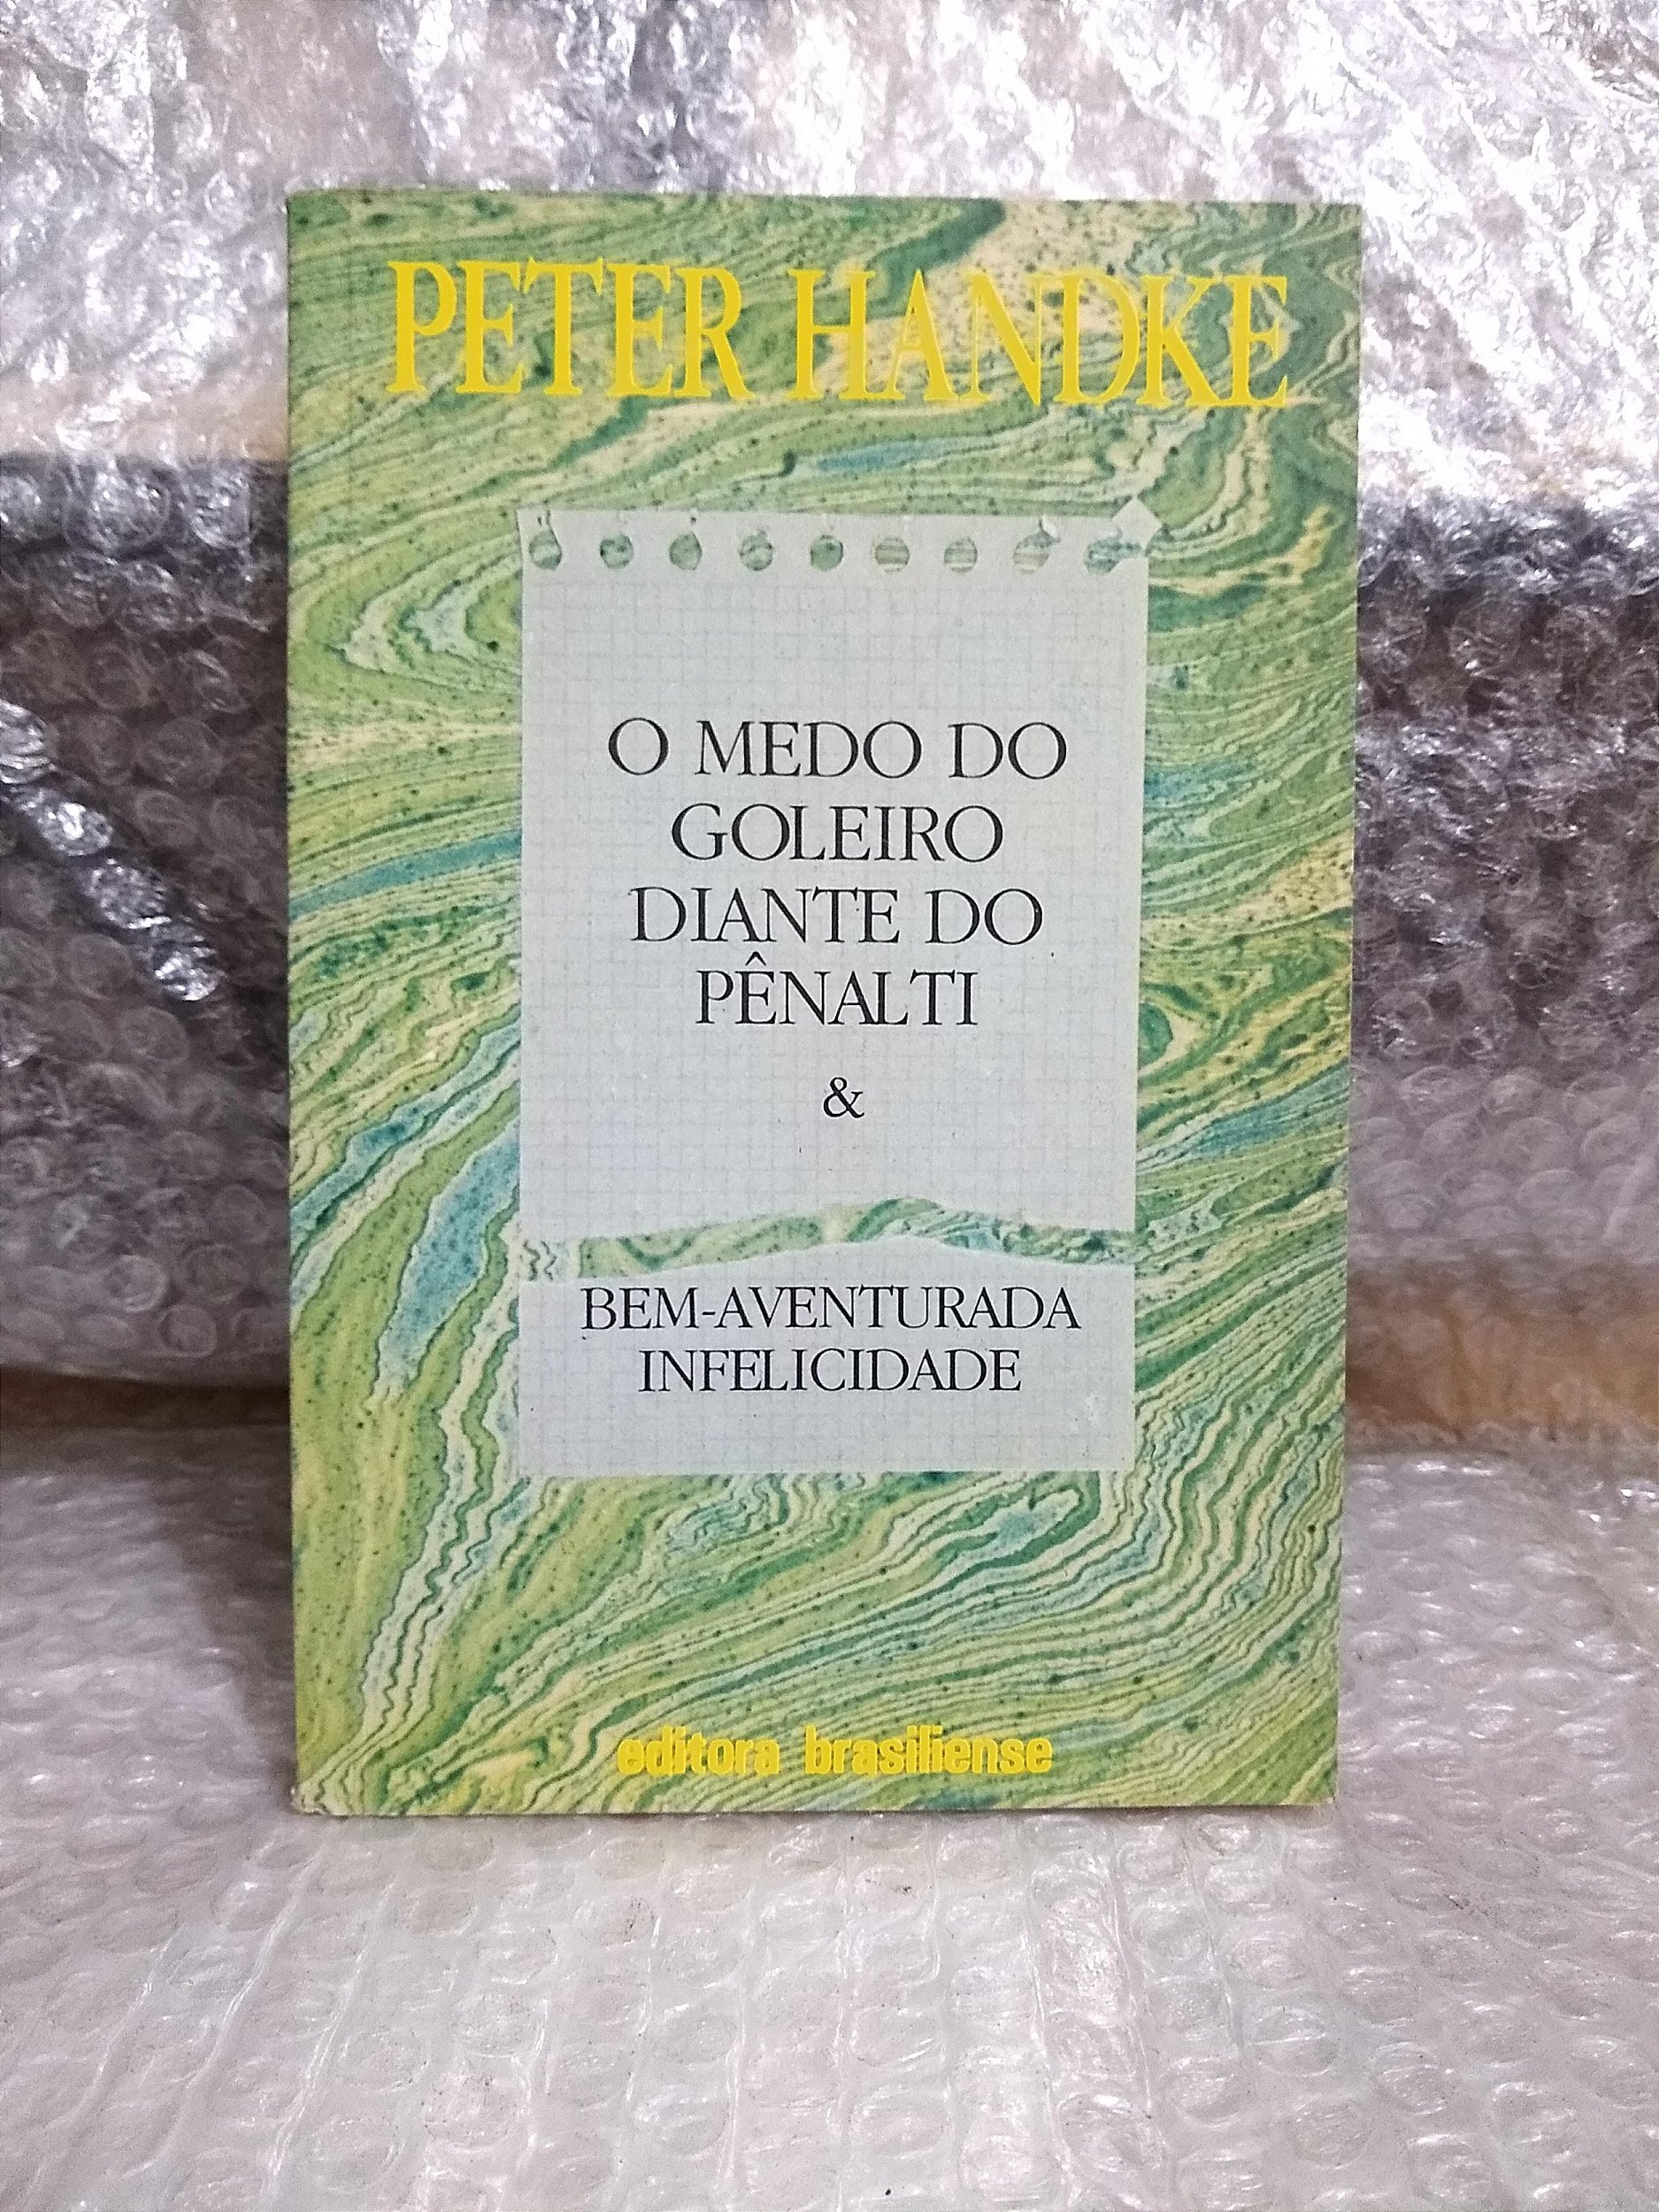 PETER HANDKE
O MEDO DO
GOLEIRO
DIANTE DO
PÊNALTI
&
BEM-AVENTURADA
INFELICIDADE
editora brasiliense